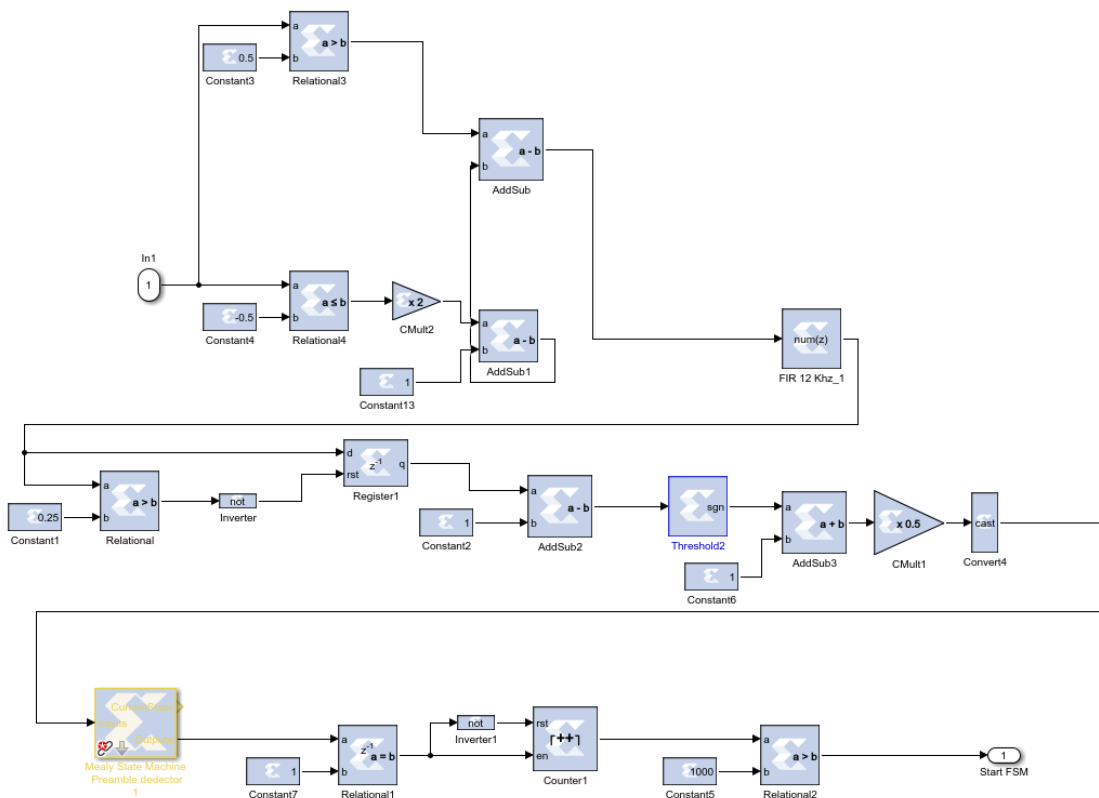 a
a > b
b
0.5
Constant3
Relational3
a
a - b
b
AddSub
In1
1
a
a ≤ b
b
-0.5
Constant4
Relational4
x 2
CMult2
a
a - b
b
AddSub1
1
Constant13
num(z)
FIR 12 Khz_1
a
a > b
b
0.25
Constant1
Relational
not
Inverter
d
z-1
q
rst
Register1
a
a - b
b
1
Constant2
AddSub2
sgn
Threshold2
a
a + b
b
1
Constant6
AddSub3
x 0.5
CMult1
cast
Convert4
Outputs
Mealy State Machine
Preamble dedector
1
a
z-1
a = b
b
1
Constant7
Relational1
not
Inverter1
rst
++
en
Counter1
a
a > b
b
1000
Constant5
Relational2
1
Start FSM